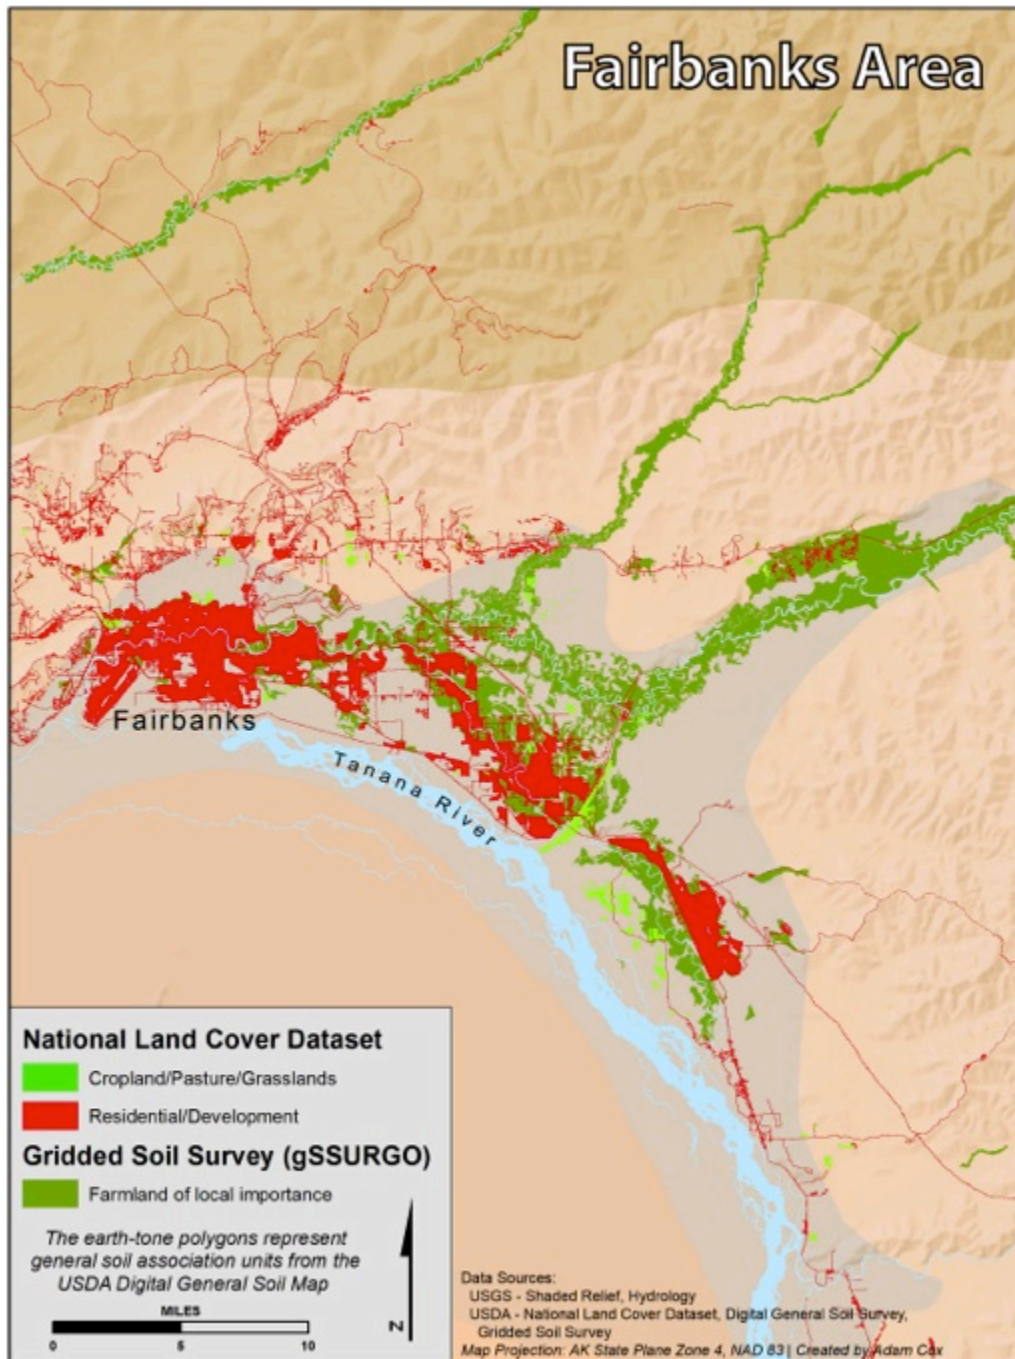 Fairbanks Area
Fairbanks
Tanana River
National Land Cover Dataset
Cropland/Pasture/Grasslands
Residential/Development
Gridded Soil Survey (gSSURGO)
Farmland of local importance
The earth-tone polygons represent
general soil association units from the
USDA Digital General Soil Map
MILES
0 5 10
N
Data Sources:
USGS - Shaded Relief, Hydrology
USDA - National Land Cover Dataset, Digital General Soil Survey,
Gridded Soil Survey
Map Projection: AK State Plane Zone 4, NAD 83 | Created by Adam Cox